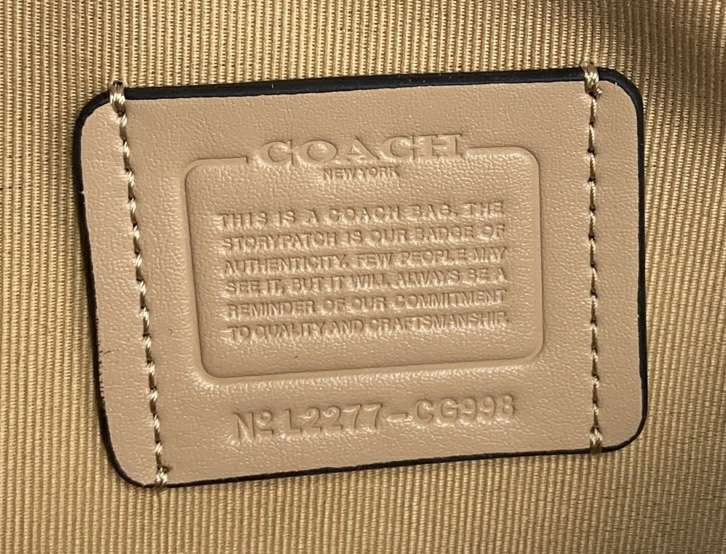 COACH
NEW YORK
THIS IS A COACH BAG. THE
STORYPATCH IS OUR BADGE OF
AUTHENTICITY. FEW PEOPLE MAY
SEE IT, BUT IT WILL ALWAYS BE A
REMINDER OF OUR COMMITMENT
TO QUALITY AND CRAFTSMANSHIP.
Nº L2277-CG998